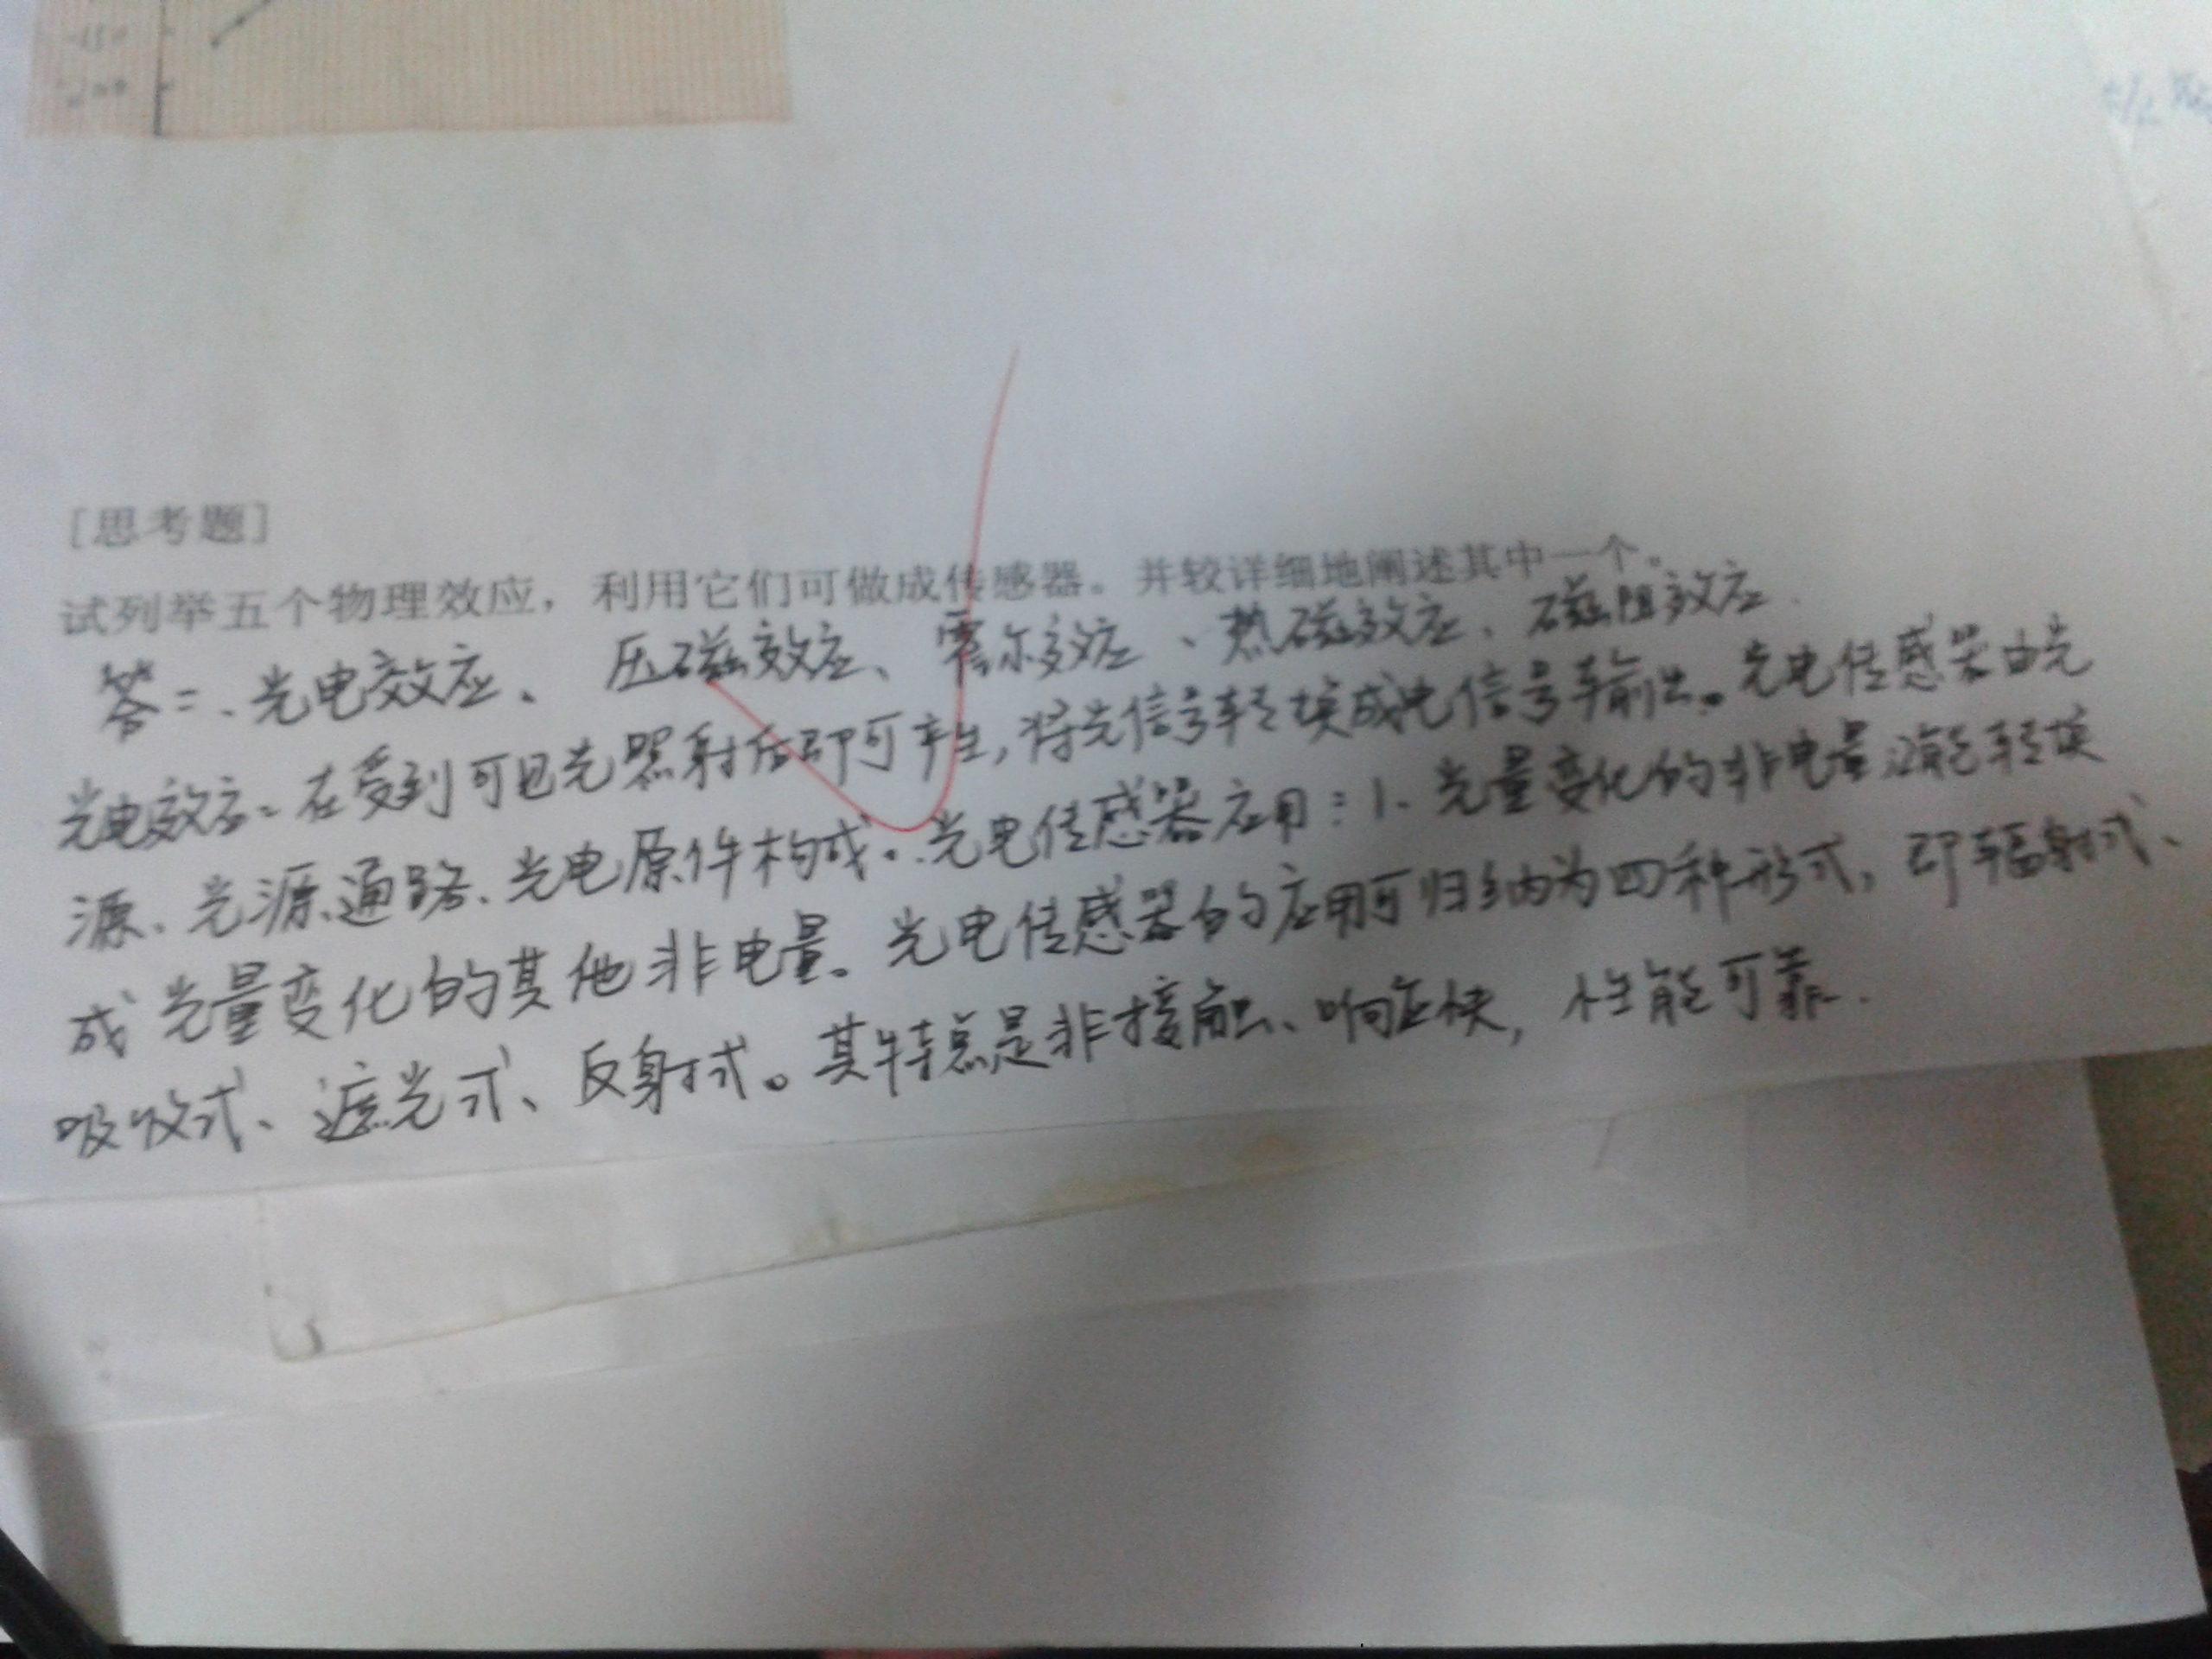 -150
-200
[思考题]
试列举五个物理效应，利用它们可做成传感器。并较详细地阐述其中一个。
答=、光电效应、压磁效应、霍尔效应、热磁效应、磁阻效应.
光电效应=在受到可见光照射后即可产生,将光信号转换成光信号输出。光电传感器由光
源、光源通路、光电原件构成。光电传感器应用：1、光量变化的非电量;能转换
成光量变化的其他非电量。光电传感器的应用可归纳为四种形式，即辐射式、
吸收式、遮光式、反射式。其特点是非接触、响应快，性能可靠.